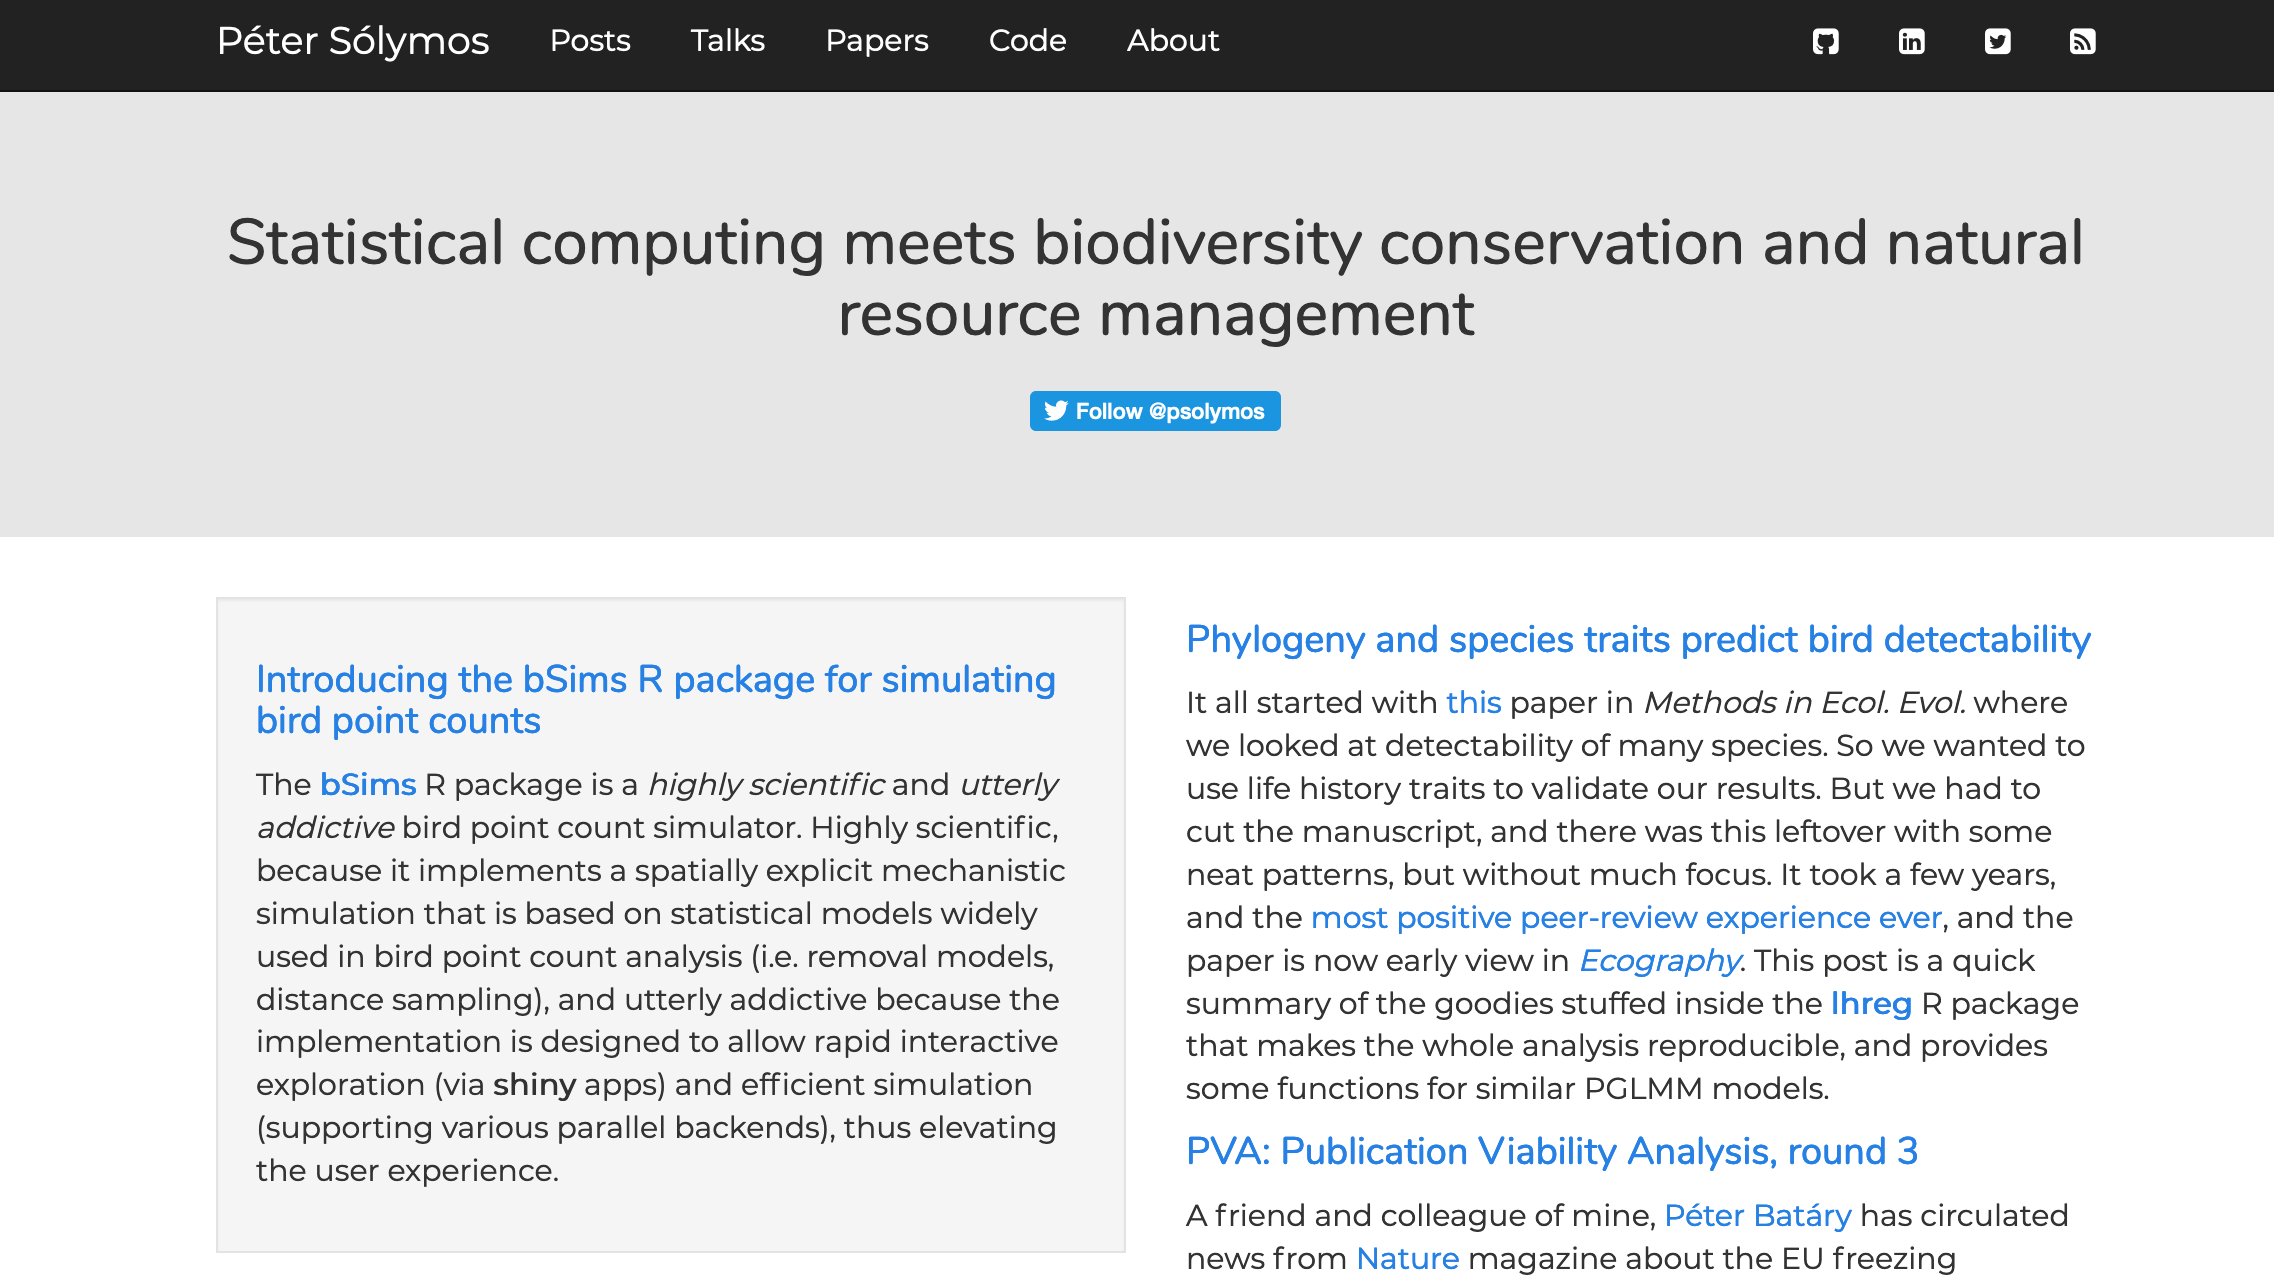 Péter Sólymos Posts Talks Papers Code About
Statistical computing meets biodiversity conservation and natural
resource management
Follow @psolymos
Introducing the bSims R package for simulating
bird point counts
The bSims R package is a highly scientific and utterly
addictive bird point count simulator. Highly scientific,
because it implements a spatially explicit mechanistic
simulation that is based on statistical models widely
used in bird point count analysis (i.e. removal models,
distance sampling), and utterly addictive because the
implementation is designed to allow rapid interactive
exploration (via shiny apps) and efficient simulation
(supporting various parallel backends), thus elevating
the user experience.
Phylogeny and species traits predict bird detectability
It all started with this paper in Methods in Ecol. Evol. where
we looked at detectability of many species. So we wanted to
use life history traits to validate our results. But we had to
cut the manuscript, and there was this leftover with some
neat patterns, but without much focus. It took a few years,
and the most positive peer-review experience ever, and the
paper is now early view in Ecography. This post is a quick
summary of the goodies stuffed inside the lhreg R package
that makes the whole analysis reproducible, and provides
some functions for similar PGLMM models.
PVA: Publication Viability Analysis, round 3
A friend and colleague of mine, Péter Batáry has circulated
news from Nature magazine about the EU freezing